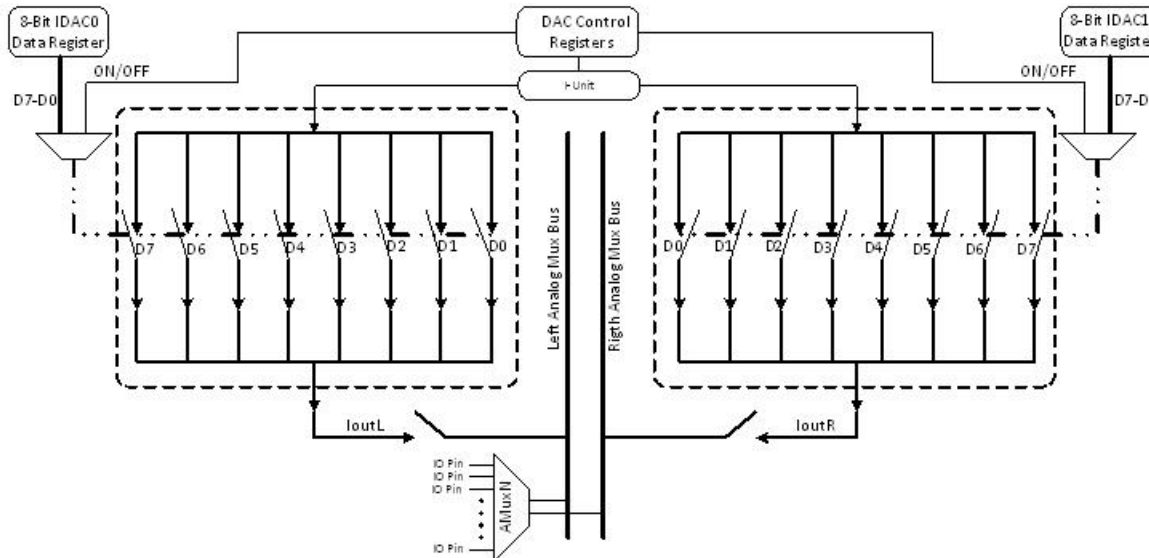 8-Bit IDAC0
Data Register
DAC Control
Registers
8-Bit IDAC1
Data Registe
ON/OFF
ON/OFF
I-Unit
D7-D0
D7-D
D7
D6
D5
D4
D3
D2
D1
D0
D0
D1
D2
D3
D4
D5
D6
D7
Left Analog Mux Bus
Rigth Analog Mux Bus
IoutL
IoutR
IO Pin
IO Pin
IO Pin
IO Pin
AMuxN